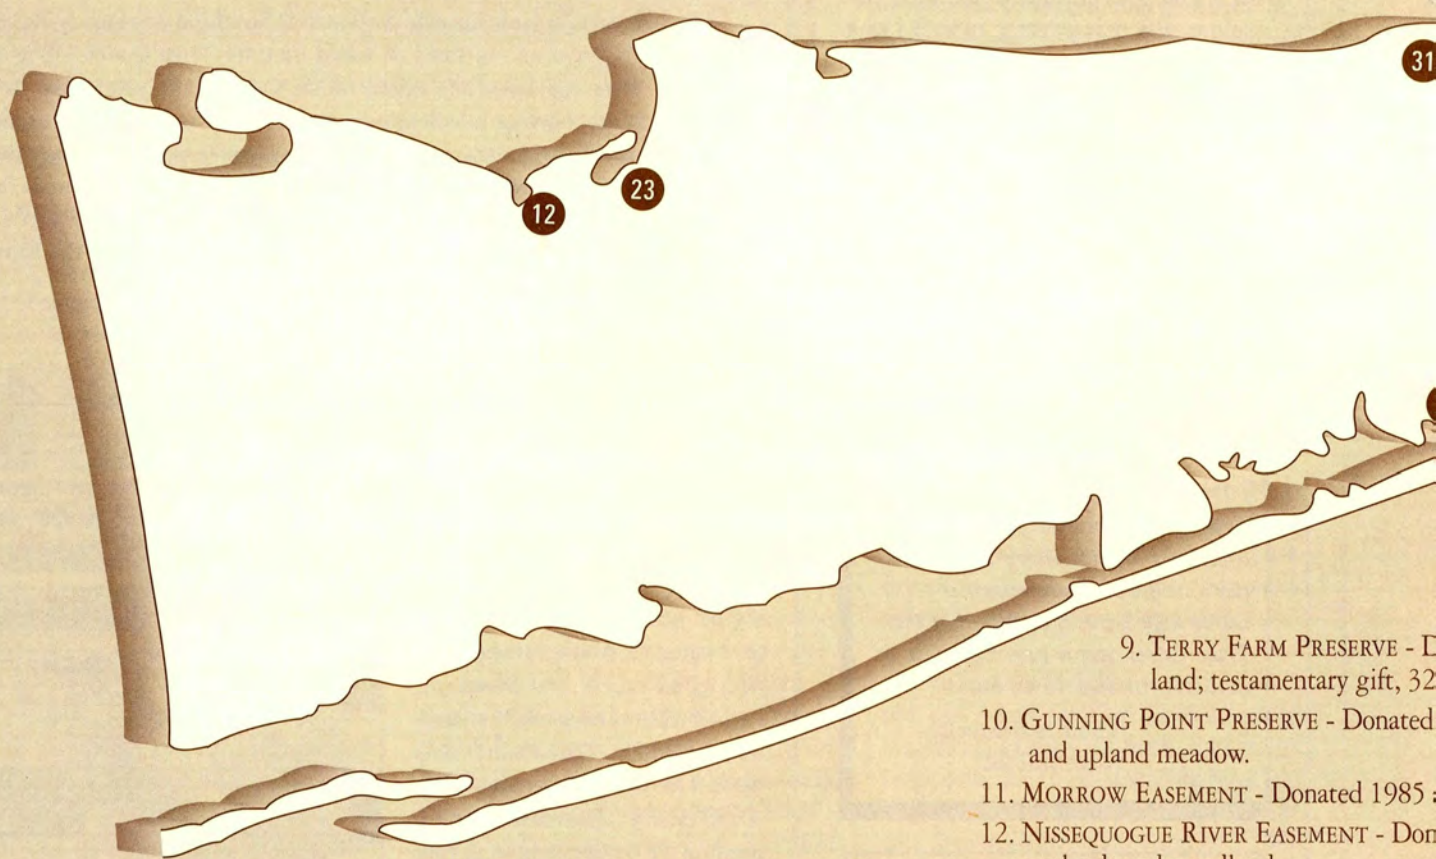 31
23
12
9. TERRY FARM PRESERVE -
land; testamentary gift, 32
10. GUNNING POINT PRESERVE - Donated
and upland meadow.
11. MORROW EASEMENT - Donated 1985
12. NISSEQUOGUE RIVER EASEMENT -